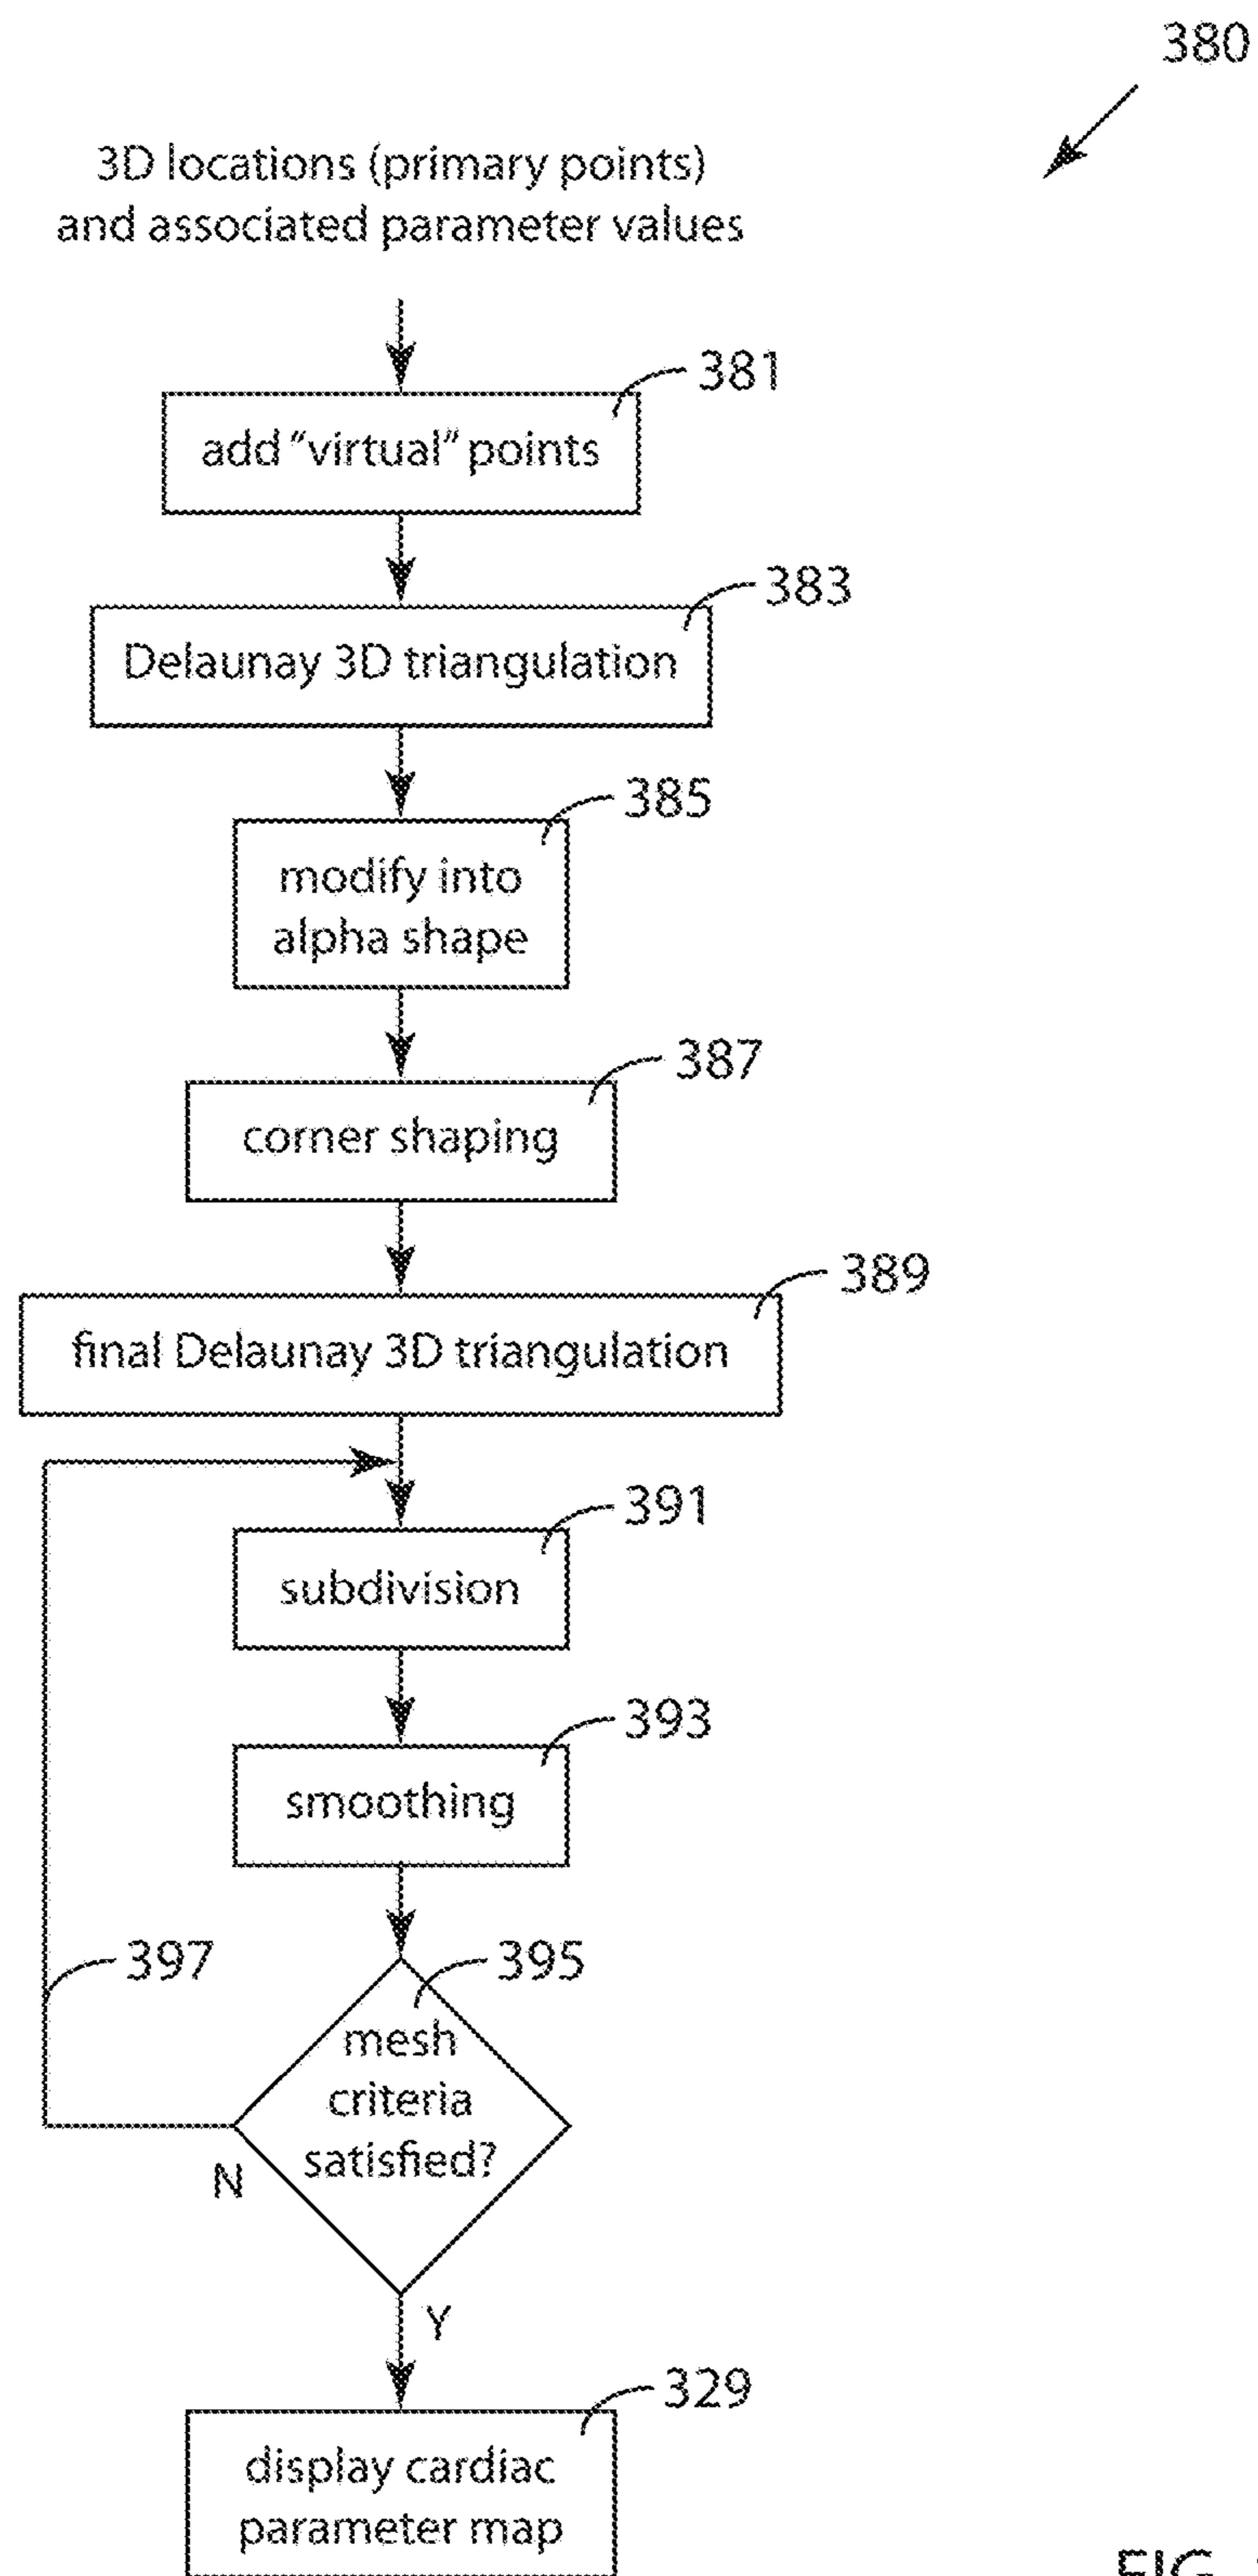 380
3D locations (primary points)
and associated parameter values
381
add “virtual” points
383
Delaunay 3D triangulation
385
modify into
alpha shape
387
corner shaping
389
final Delaunay 3D triangulation
391
subdivision
393
smoothing
397
395
mesh
criteria
satisfied?
N
Y
329
display cardiac
parameter map
FIG.